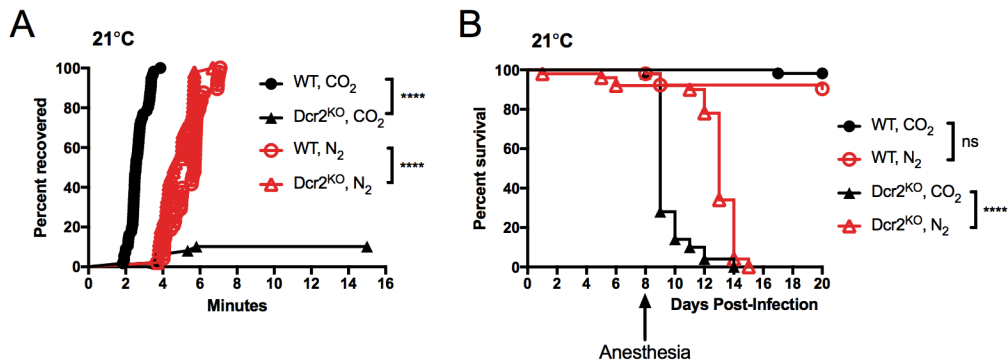 A
21°C
Percent recovered
100
80
60
40
20
0
0 2 4 6 8 10 12 14 16
Minutes
WT, CO₂
Dcr2ᴷᴼ, CO₂
****
WT, N₂
Dcr2ᴷᴼ, N₂
****
B
21°C
Percent survival
100
80
60
40
20
0
0 2 4 6 8 10 12 14 16 18 20
Days Post-Infection
Anesthesia
WT, CO₂
WT, N₂
ns
Dcr2ᴷᴼ, CO₂
Dcr2ᴷᴼ, N₂
****